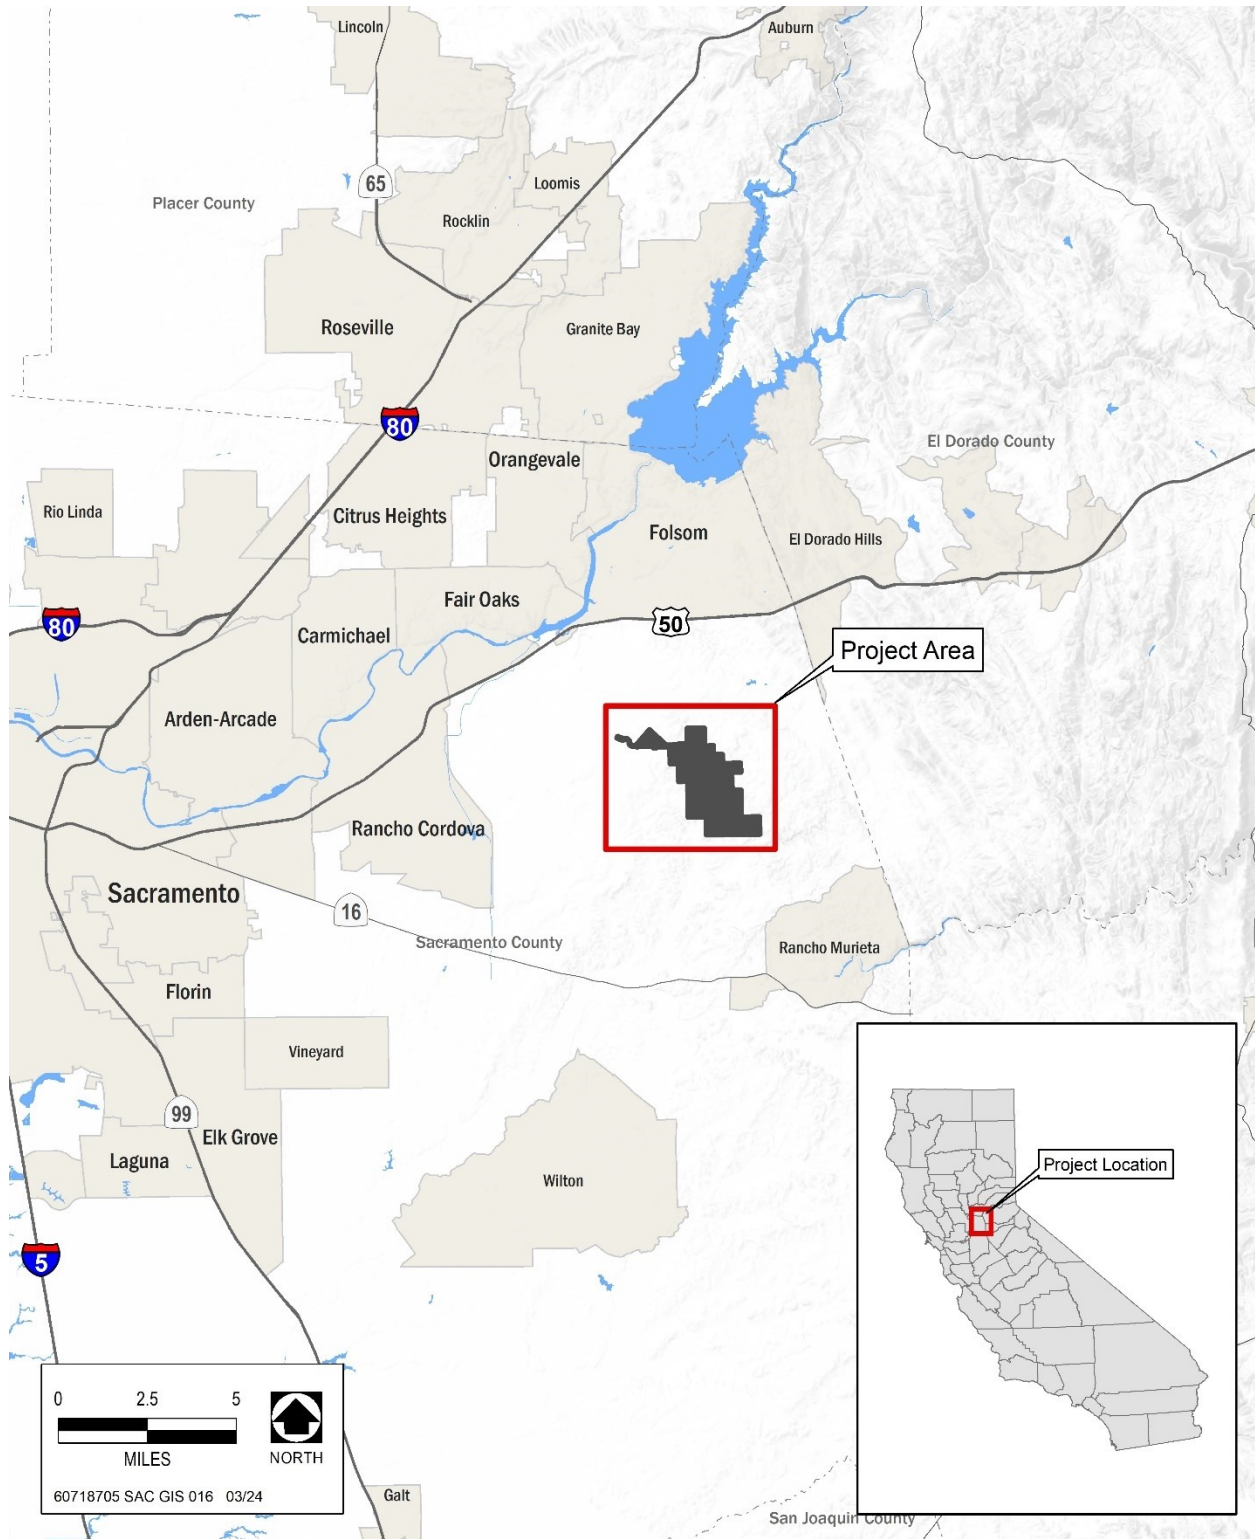 Lincoln
Auburn
65
Loomis
Placer County
Rocklin
Roseville
Granite Bay
80
El Dorado County
Orangevale
Rio Linda
Citrus Heights
Folsom
El Dorado Hills
Fair Oaks
80
50
Carmichael
Project Area
Arden-Arcade
Rancho Cordova
Sacramento
16
Sacramento County
Rancho Murieta
Florin
Vineyard
99
Elk Grove
Laguna
Wilton
Project Location
5
0 2.5 5
MILES
NORTH
60718705 SAC GIS 016 03/24
Galt
San Joaquin County